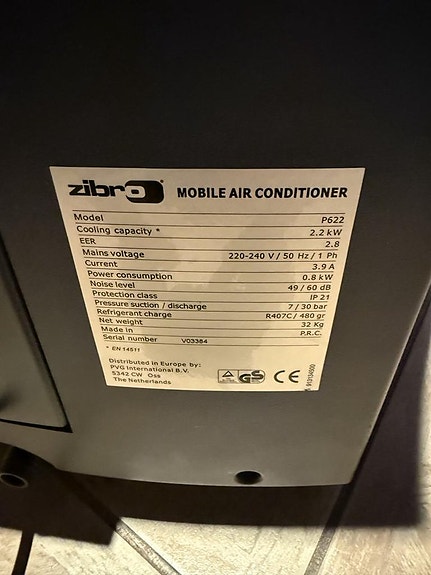 zibro® MOBILE AIR CONDITIONER
Model P622
Cooling capacity * 2.2 kW
EER 2.8
Mains voltage 220-240 V / 50 Hz / 1 Ph
Current 3.9 A
Power consumption 0.8 kW
Noise level 49 / 60 dB
Protection class IP 21
Pressure suction / discharge 7 / 30 bar
Refrigerant charge R407C / 480 gr
Net weight 32 Kg
Made in P.R.C.
Serial number V03384
* EN 14511
Distributed in Europe by:
PVG International B.V.
5342 CW Oss
The Netherlands
GS CE